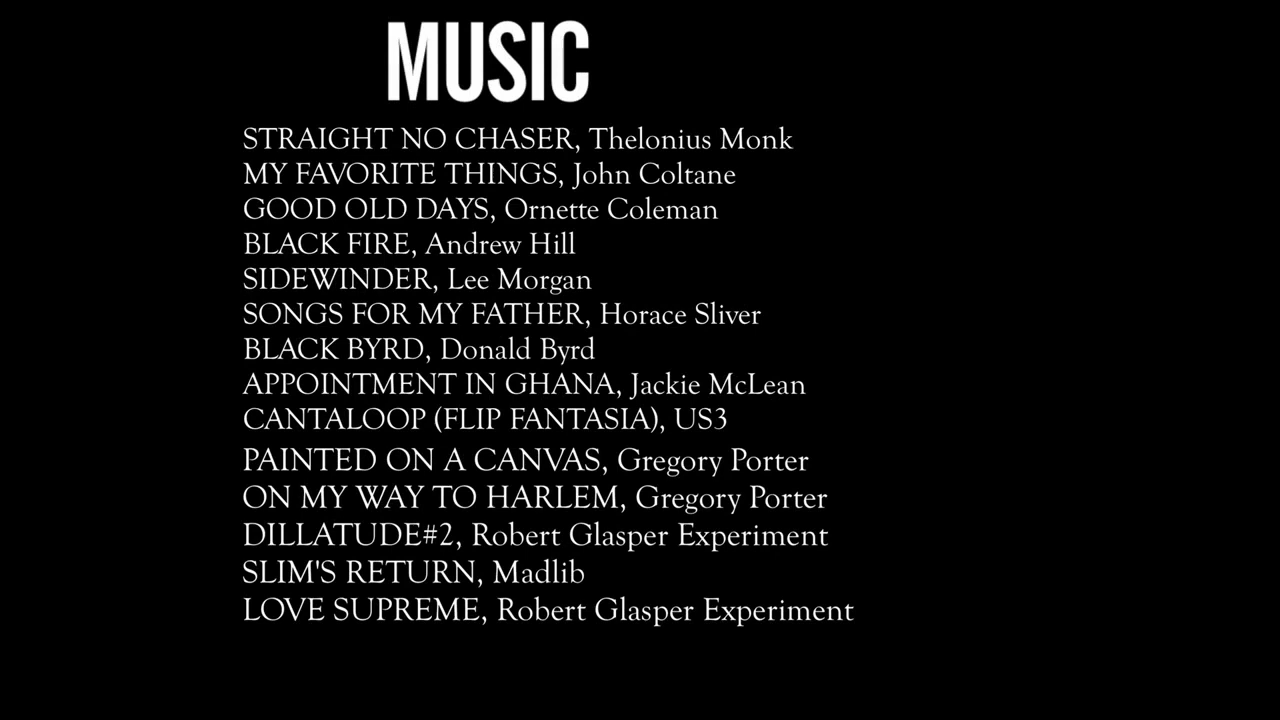 MUSIC
STRAIGHT NO CHASER, Thelonius Monk
MY FAVORITE THINGS, John Coltane
GOOD OLD DAYS, Ornette Coleman
BLACK FIRE, Andrew Hill
SIDEWINDER, Lee Morgan
SONGS FOR MY FATHER, Horace Sliver
BLACK BYRD, Donald Byrd
APPOINTMENT IN GHANA, Jackie McLean
CANTALOOP (FLIP FANTASIA), US3
PAINTED ON A CANVAS, Gregory Porter
ON MY WAY TO HARLEM, Gregory Porter
DILLATUDE#2, Robert Glasper Experiment
SLIM'S RETURN, Madlib
LOVE SUPREME, Robert Glasper Experiment